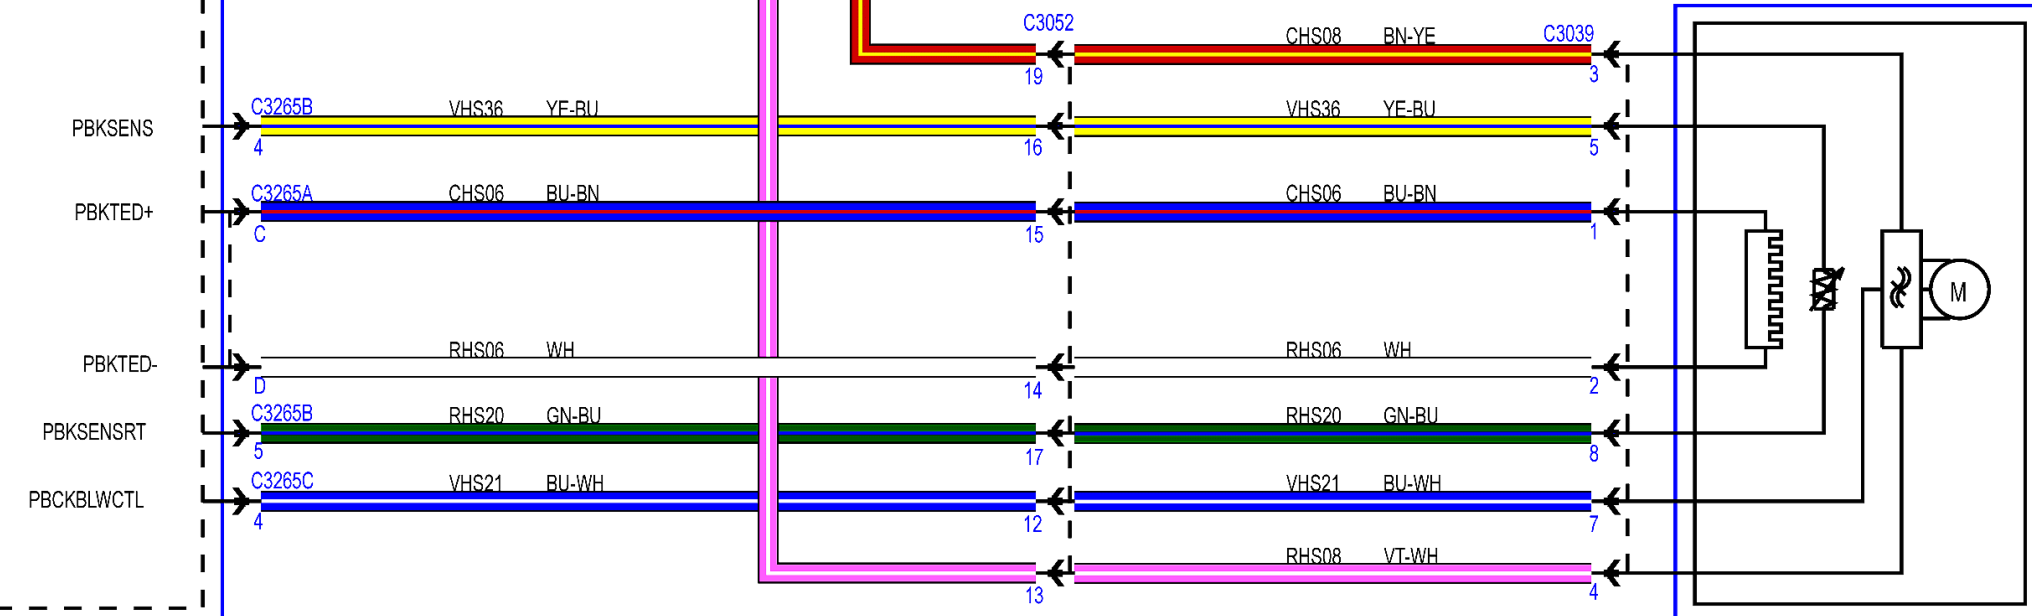 C3052
CHS08 BN-YE C3039
19 3
C3265B VHS36 YE-BU VHS36 YE-BU
PBKSENS
4 16 5
C3265A CHS06 BU-BN CHS06 BU-BN
PBKTED+
C 15 1
M
RHS06 WH RHS06 WH
PBKTED-
D 14 2
C3265B RHS20 GN-BU RHS20 GN-BU
PBKSENSRT
5 17 8
C3265C VHS21 BU-WH VHS21 BU-WH
PBCKBLWCTL
4 12 7
RHS08 VT-WH
13 4